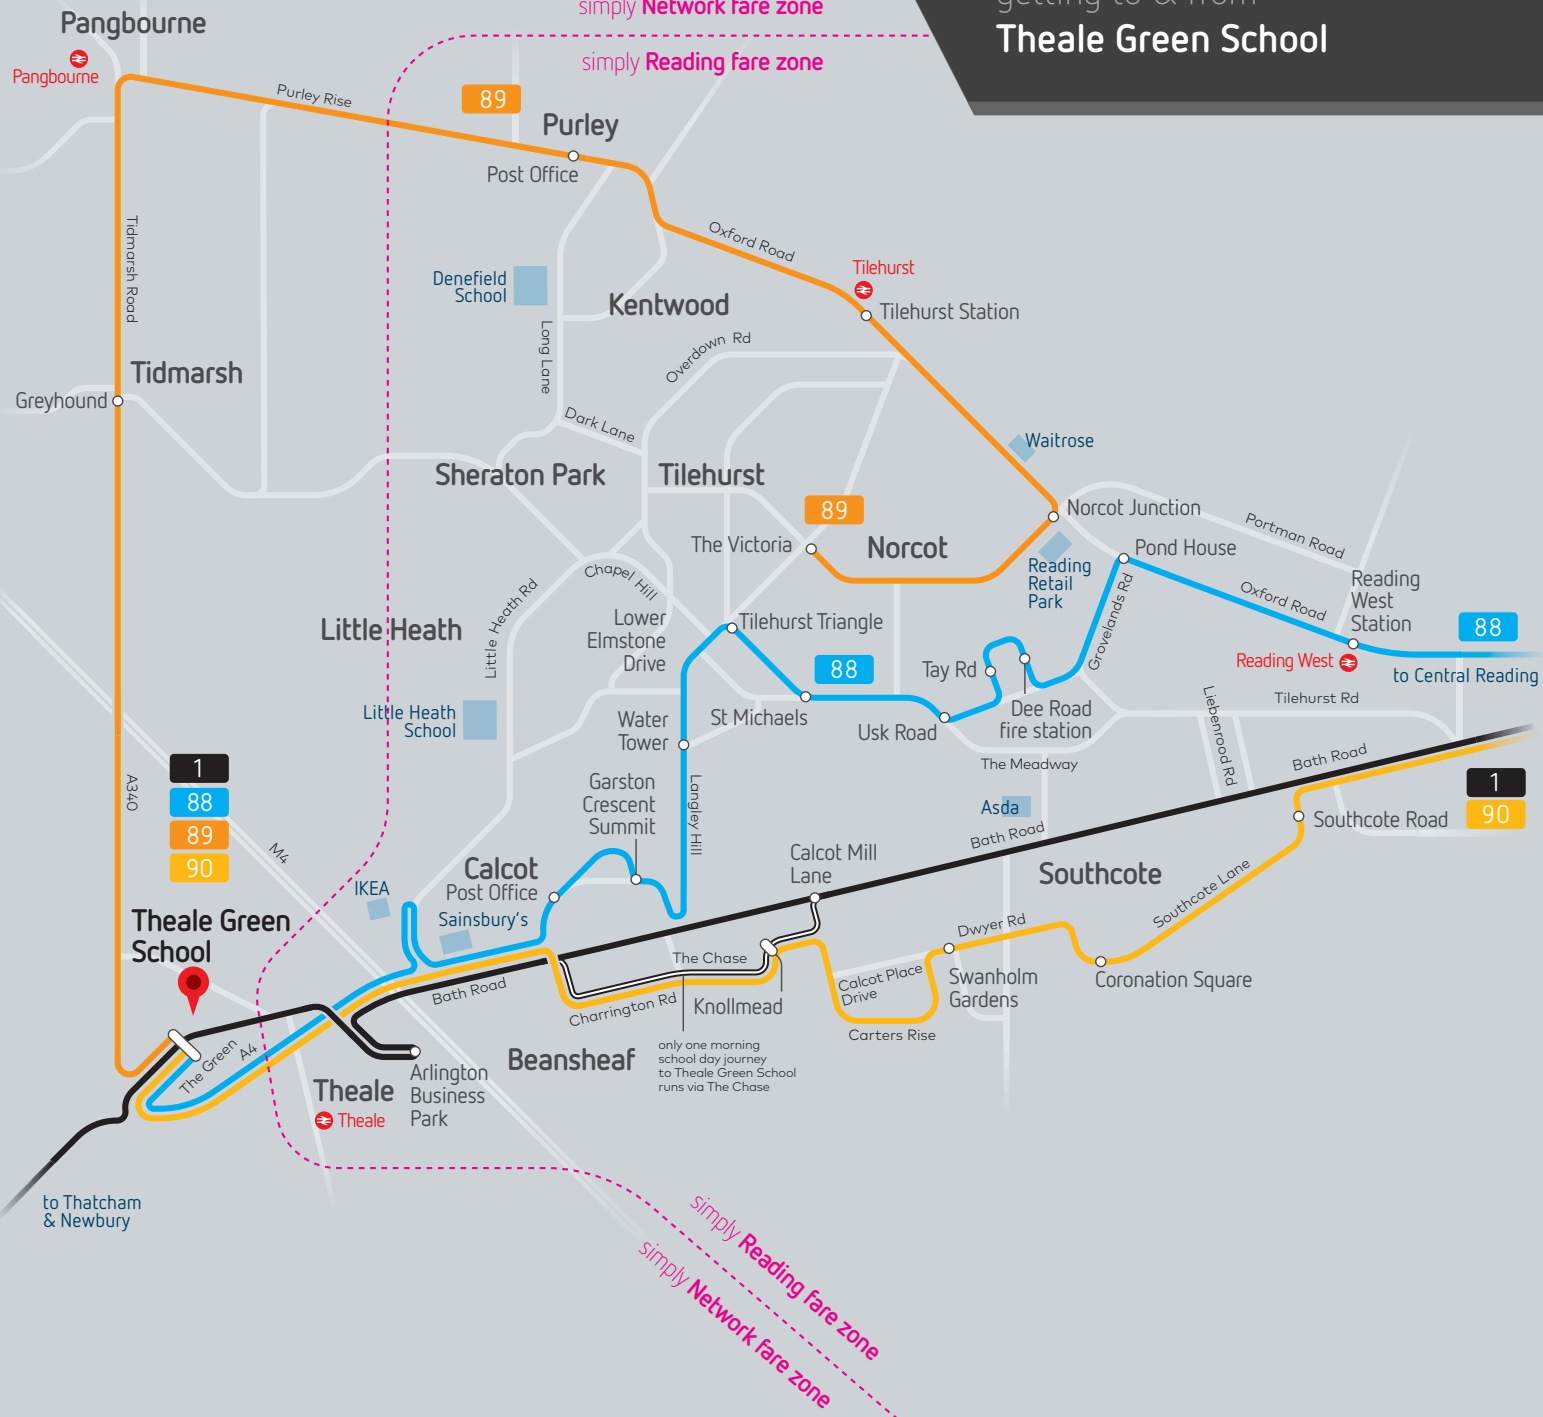 simply Network fare zone
getting to & from
Theale Green School
Pangbourne
Pangbourne
simply Reading fare zone
Purley Rise
89
Purley
Post Office
Tidmarsh Road
Oxford Road
Denefield
School
Tilehurst
Kentwood
Tilehurst Station
Long Lane
Overdown Rd
Tidmarsh
Greyhound
Dark Lane
Waitrose
Sheraton Park
Tilehurst
89
Norcot Junction
Portman Road
The Victoria
Norcot
Pond House
Reading
Retail
Park
Chapel Hill
Little Heath Rd
Grovelands Rd
Oxford Road
Reading
West
Station
Lower
Elmstone
Drive
Tilehurst Triangle
Little Heath
88
88
Tay Rd
Reading West
to Central Reading
Little Heath
School
Water
Tower
St Michaels
Usk Road
Dee Road
fire station
Liebenrood Rd
Tilehurst Rd
The Meadway
Bath Road
A340
1
88
89
90
Garston
Crescent
Summit
Langley Hill
Asda
1
90
Southcote Road
M4
Bath Road
Calcot
Post Office
Calcot Mill
Lane
Southcote
IKEA
Sainsbury's
Southcote Lane
Theale Green
School
Dwyer Rd
The Chase
Bath Road
Calcot Place
Drive
Swanholm
Gardens
Coronation Square
Charrington Rd
Knollmead
Carters Rise
The Green
A4
Beansheaf
only one morning
school day journey
to Theale Green School
runs via The Chase
Theale
Theale
Arlington
Business
Park
to Thatcham
& Newbury
simply Reading fare zone
simply Network fare zone